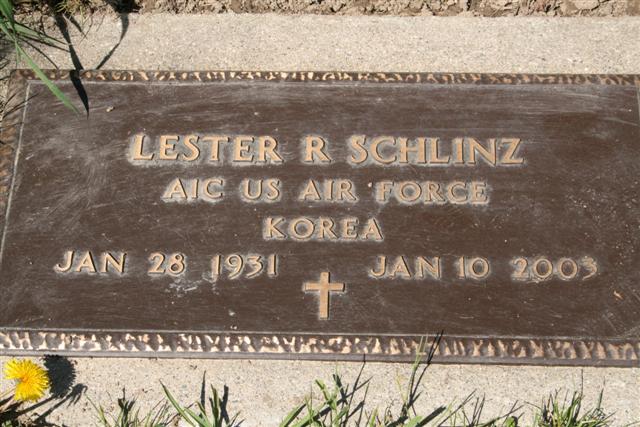 LESTER R SCHLINZ
A1C US AIR FORCE
KOREA
JAN 28 1931 JAN 10 2003